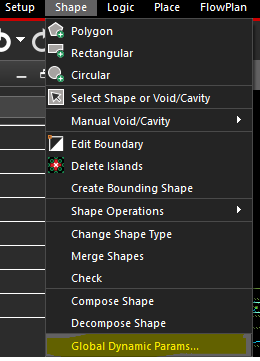 Setup Shape Logic Place FlowPlan
Polygon
Rectangular
Circular
Select Shape or Void/Cavity
Manual Void/Cavity
Edit Boundary
Delete Islands
Create Bounding Shape
Shape Operations
Change Shape Type
Merge Shapes
Check
Compose Shape
Decompose Shape
Global Dynamic Params...